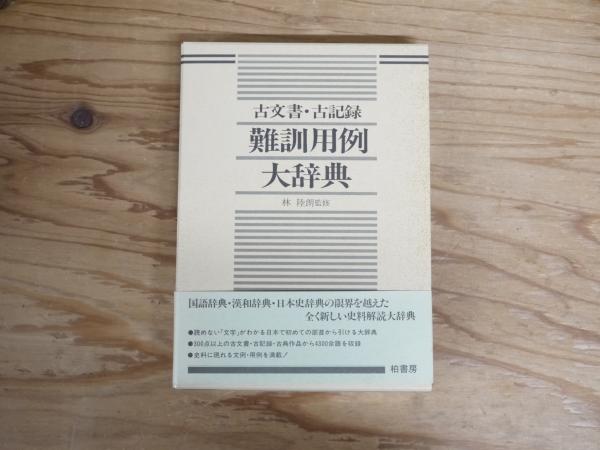 古文書・古記録
難訓用例
大辞典
林 陸朗監修
国語辞典・漢和辞典・日本史辞典の限界を越えた
全く新しい史料解読大辞典
●読めない「文字」がわかる日本で初めての部首から引ける大辞典
●300点以上の古文書・古記録・古典作品から4300余語を収録
●史料に現れる文例・用例を満載！
柏書房